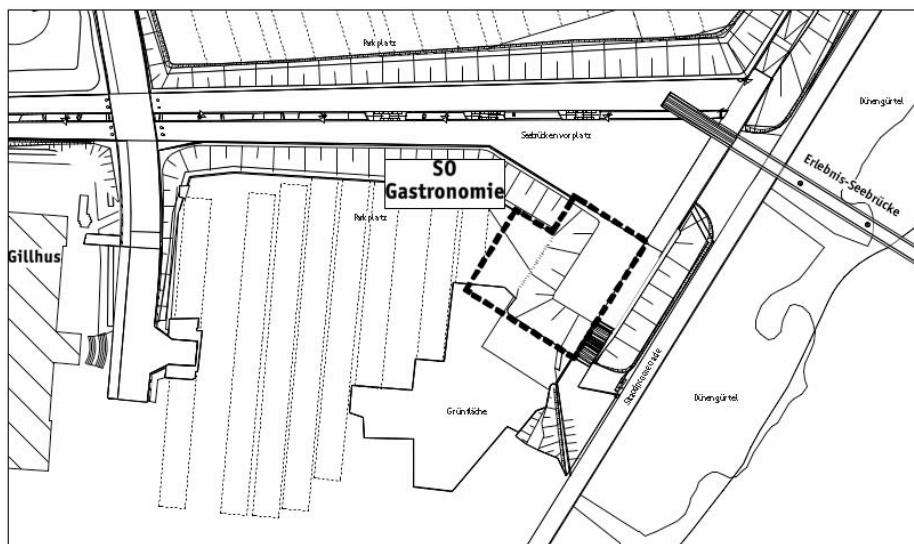 Parkplatz
Dünengürtel
Seebrückenvorplatz
Erlebnis-Seebrücke
SO
Gastronomie
Parkplatz
Gillhus
Strandpromenade
Dünengürtel
Grünfläche